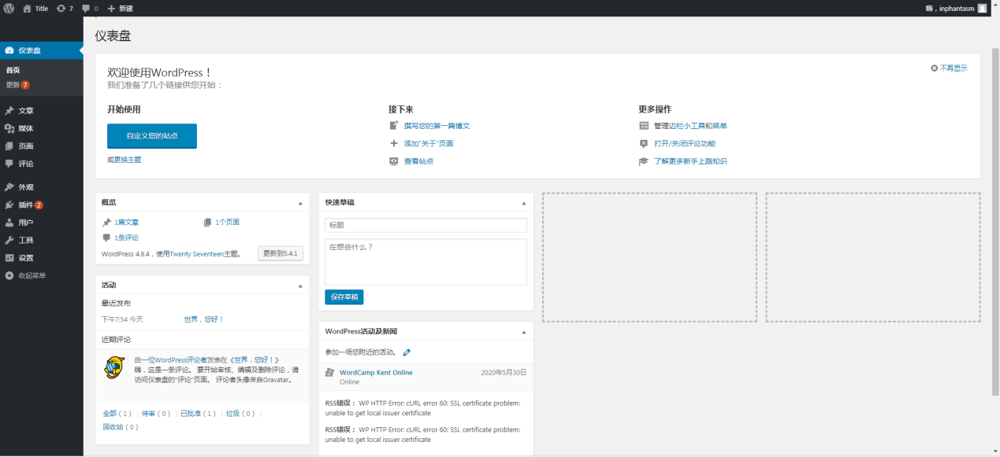 Title 7 0 新建 嗨，inphantasm
仪表盘
首页
更新 7
文章
媒体
页面
评论
外观
插件 2
用户
工具
设置
收起菜单
仪表盘
不再显示
欢迎使用WordPress！
我们准备了几个链接供您开始：
开始使用
自定义您的站点
或更换主题
接下来
撰写您的第一篇博文
添加“关于”页面
查看站点
更多操作
管理边栏小工具和菜单
打开/关闭评论功能
了解更多新手上路知识
概览
1篇文章 1个页面
1条评论
WordPress 4.9.4，使用Twenty Seventeen主题。 更新到5.4.1
活动
最近发布
下午7:54 今天 世界，您好！
近期评论
由一位WordPress评论者发表在《世界，您好！》
嗨，这是一条评论。 要开始审核、编辑及删除评论，请
访问仪表盘的“评论”页面。 评论者头像来自Gravatar。
全部（1） | 待审（0） | 已批准（1） | 垃圾（0） |
回收站（0）
快速草稿
标题
在想些什么？
保存草稿
WordPress活动及新闻
参加一场您附近的活动。
WordCamp Kent Online 2020年5月30日
Online
RSS错误： WP HTTP Error: cURL error 60: SSL certificate problem:
unable to get local issuer certificate
RSS错误： WP HTTP Error: cURL error 60: SSL certificate problem:
unable to get local issuer certificate